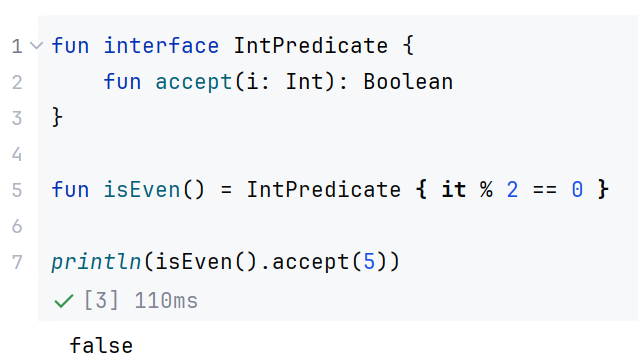 1 fun interface IntPredicate {
2     fun accept(i: Int): Boolean
3 }
4
5 fun isEven() = IntPredicate { it % 2 == 0 }
6
7 println(isEven().accept(5))
[3] 110ms
false